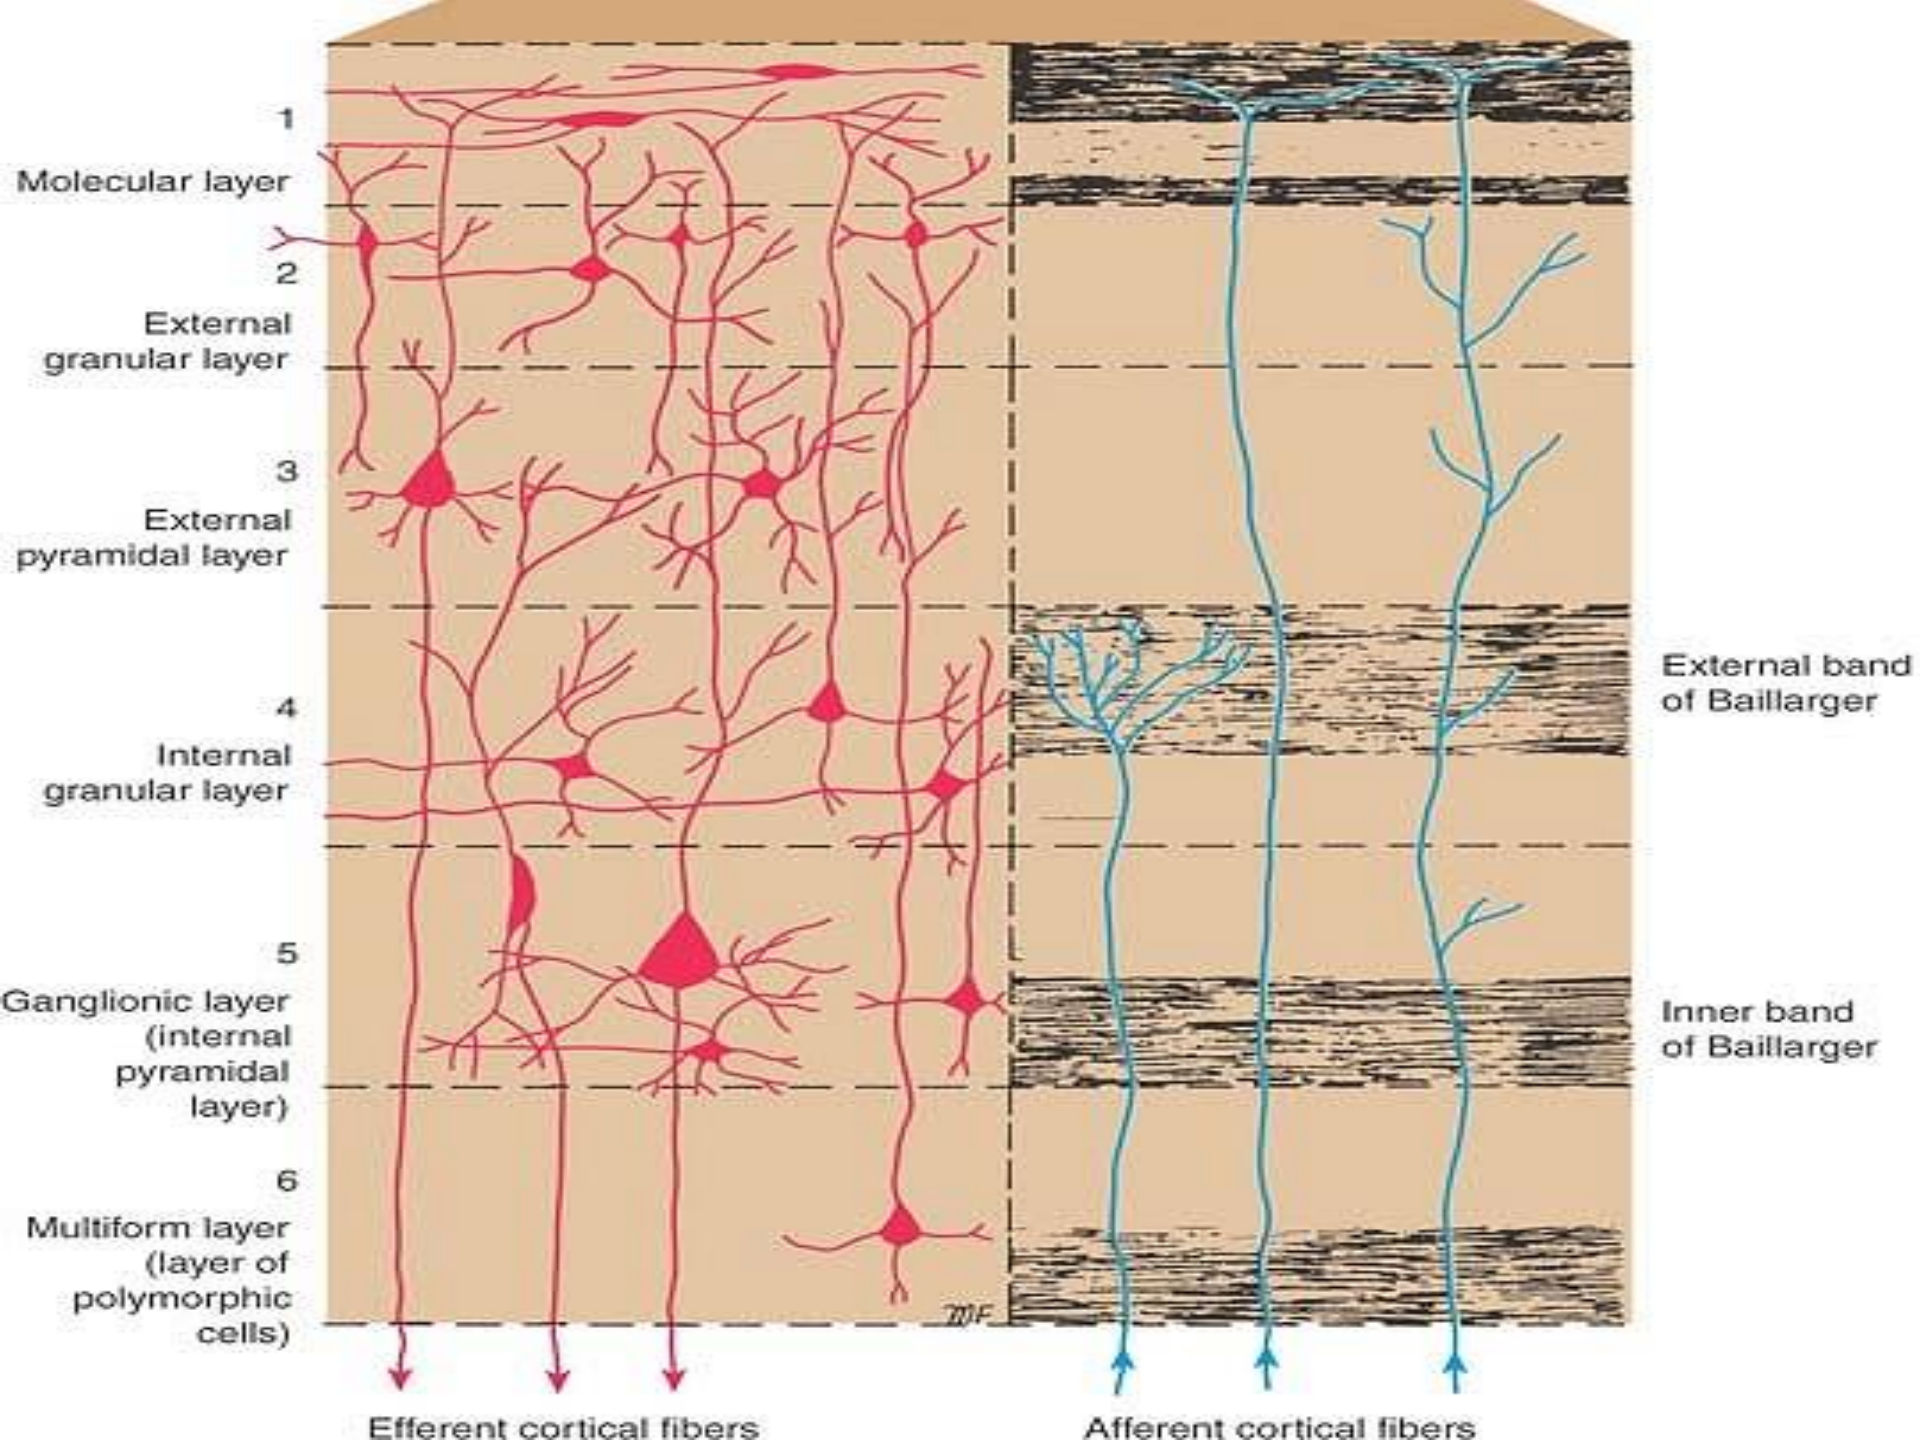 1
Molecular layer
2
External
granular layer
3
External
pyramidal layer
4
Internal
granular layer
5
Ganglionic layer
(internal
pyramidal
layer)
6
Multiform layer
(layer of
polymorphic
cells)
External band
of Baillarger
Inner band
of Baillarger
Efferent cortical fibers
Afferent cortical fibers